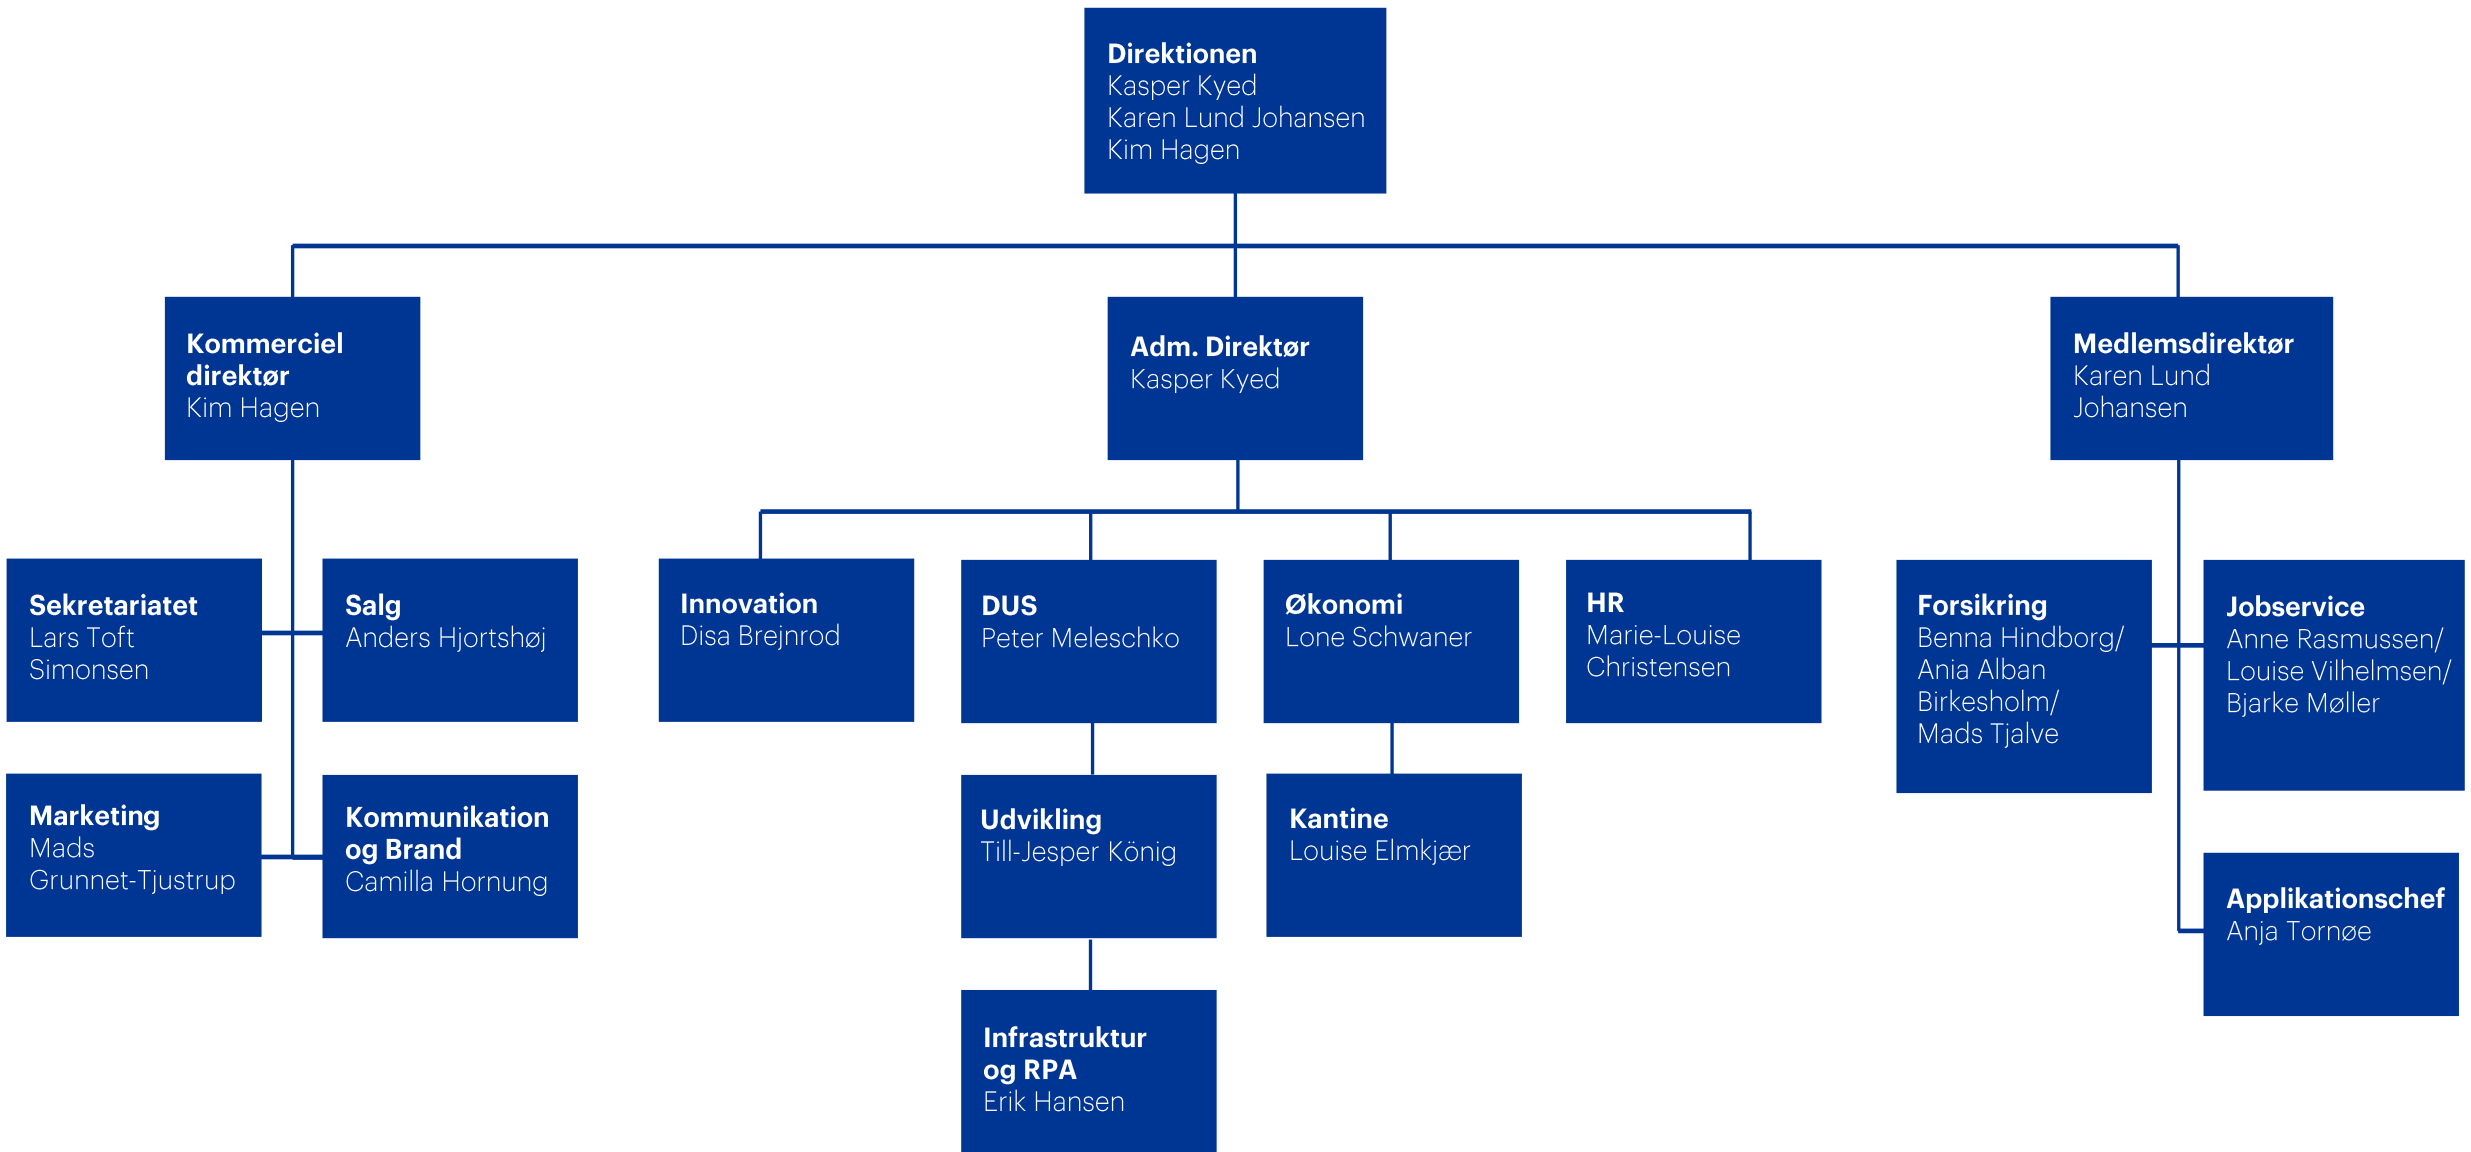 Direktionen
Kasper Kyed
Karen Lund Johansen
Kim Hagen
Kommerciel
direktør
Kim Hagen
Adm. Direktør
Kasper Kyed
Medlemsdirektør
Karen Lund
Johansen
Sekretariatet
Lars Toft
Simonsen
Salg
Anders Hjortshøj
Innovation
Disa Brejnrod
DUS
Peter Meleschko
Økonomi
Lone Schwaner
HR
Marie-Louise
Christensen
Forsikring
Benna Hindborg/
Ania Alban
Birkesholm/
Mads Tjalve
Jobservice
Anne Rasmussen/
Louise Vilhelmsen/
Bjarke Møller
Marketing
Mads
Grunnet-Tjustrup
Kommunikation
og Brand
Camilla Hornung
Udvikling
Till-Jesper König
Kantine
Louise Elmkjær
Applikationschef
Anja Tornøe
Infrastruktur
og RPA
Erik Hansen